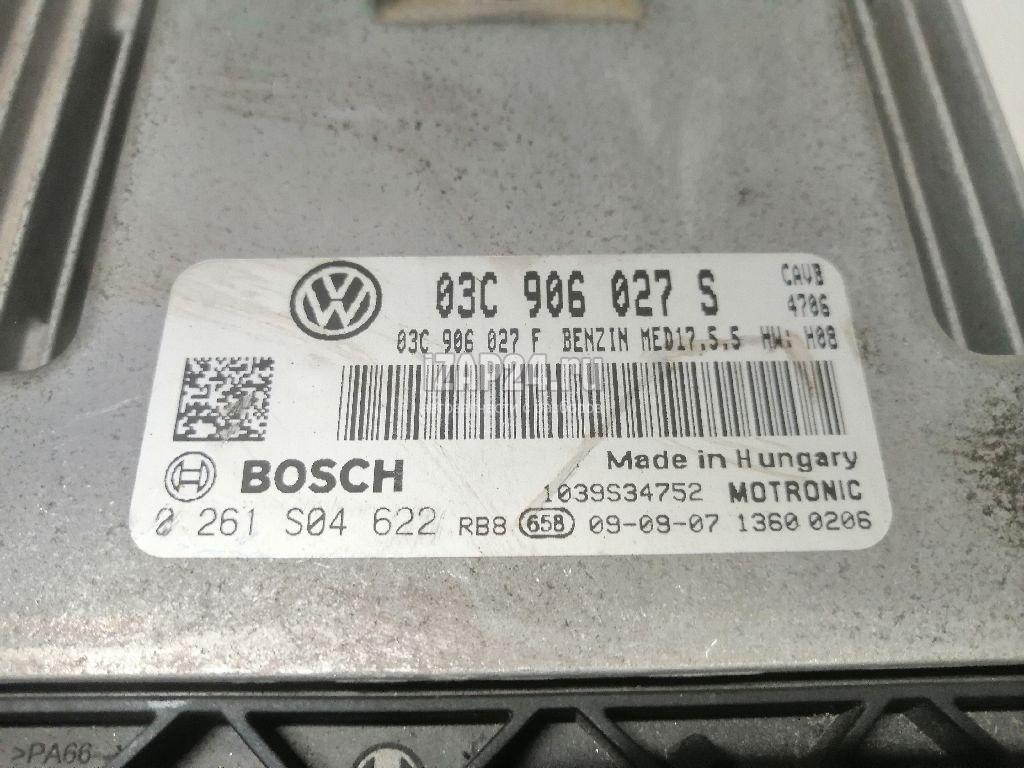 03C 906 027 S CAVB
4706
03C 906 027 F BENZIN MED17.5.5 HW: H08
iZAP24.ru
BOSCH
Made in Hungary
1039S34752 MOTRONIC
0 261 S04 622 RB8 658 09-09-07 1360 0206
>PA66-